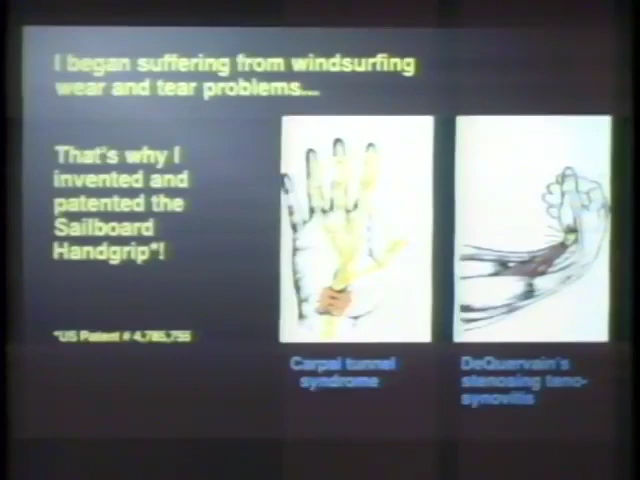 I began suffering from windsurfing
wear and tear problems...
That's why I
invented and
patented the
Sailboard
Handgrip*!
*US Patent # 4,785,755
Carpal tunnel
syndrome
DeQuervain's
stenosing teno-
synovitis